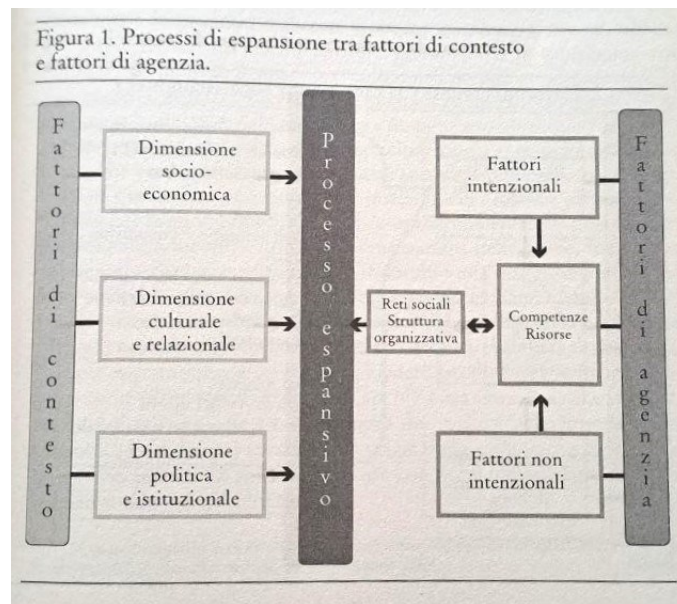 Figura 1. Processi di espansione tra fattori di contesto
e fattori di agenzia.
Fattori di contesto
Dimensione
socio-
economica
Dimensione
culturale
e relazionale
Dimensione
politica
e istituzionale
Processo espansivo
Reti sociali
Struttura
organizzativa
Fattori
intenzionali
Competenze
Risorse
Fattori non
intenzionali
Fattori di agenzia